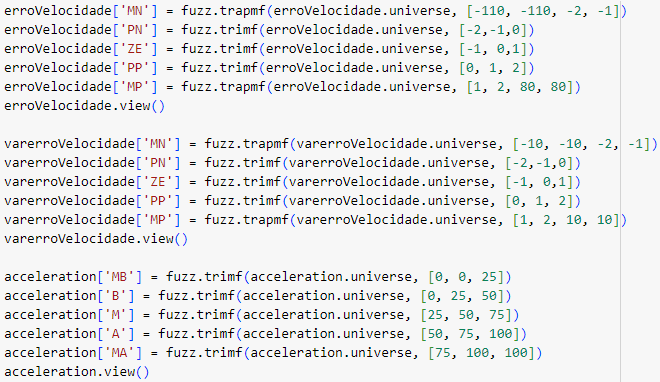 erroVelocidade['MN'] = fuzz.trapmf(erroVelocidade.universe, [-110, -110, -2, -1])
erroVelocidade['PN'] = fuzz.trimf(erroVelocidade.universe, [-2,-1,0])
erroVelocidade['ZE'] = fuzz.trimf(erroVelocidade.universe, [-1, 0,1])
erroVelocidade['PP'] = fuzz.trimf(erroVelocidade.universe, [0, 1, 2])
erroVelocidade['MP'] = fuzz.trapmf(erroVelocidade.universe, [1, 2, 80, 80])
erroVelocidade.view()

varerroVelocidade['MN'] = fuzz.trapmf(varerroVelocidade.universe, [-10, -10, -2, -1])
varerroVelocidade['PN'] = fuzz.trimf(varerroVelocidade.universe, [-2,-1,0])
varerroVelocidade['ZE'] = fuzz.trimf(varerroVelocidade.universe, [-1, 0,1])
varerroVelocidade['PP'] = fuzz.trimf(varerroVelocidade.universe, [0, 1, 2])
varerroVelocidade['MP'] = fuzz.trapmf(varerroVelocidade.universe, [1, 2, 10, 10])
varerroVelocidade.view()

acceleration['MB'] = fuzz.trimf(acceleration.universe, [0, 0, 25])
acceleration['B'] = fuzz.trimf(acceleration.universe, [0, 25, 50])
acceleration['M'] = fuzz.trimf(acceleration.universe, [25, 50, 75])
acceleration['A'] = fuzz.trimf(acceleration.universe, [50, 75, 100])
acceleration['MA'] = fuzz.trimf(acceleration.universe, [75, 100, 100])
acceleration.view()